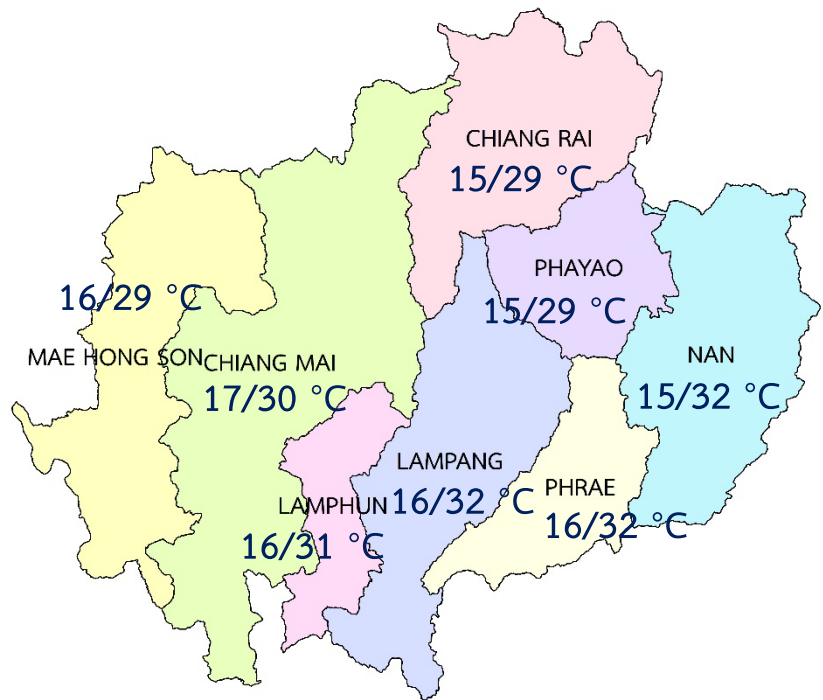 CHIANG RAI
15/29 °C
PHAYAO
15/29 °C
16/29 °C
MAE HONG SON
CHIANG MAI
17/30 °C
NAN
15/32 °C
LAMPANG
16/32 °C
LAMPHUN
16/31 °C
PHRAE
16/32 °C